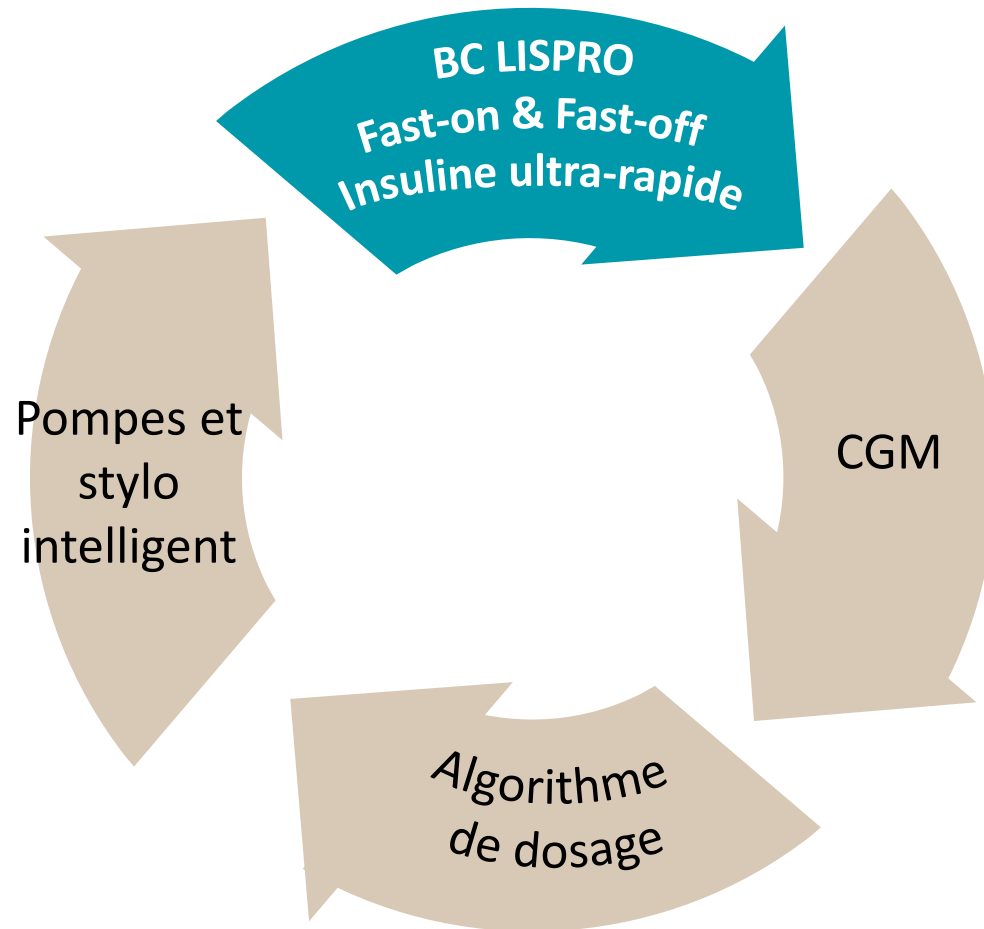 BC LISPRO
Fast-on & Fast-off
Insuline ultra-rapide
CGM
Algorithme
de dosage
Pompes et
stylo
intelligent